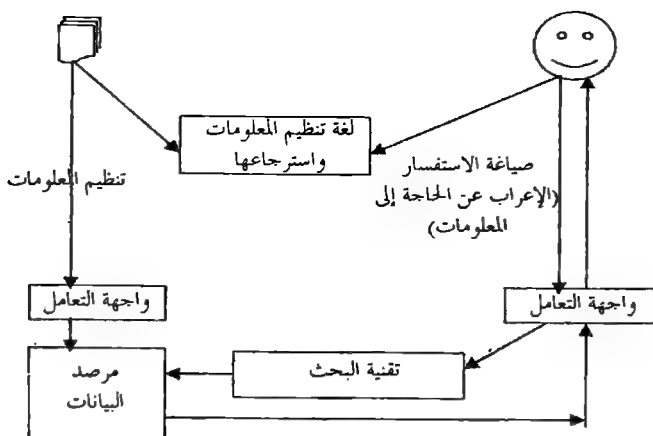 لغة تنظيم المعلومات
واسترجاعها
صياغة الاستفسار
(الإعراب عن الحاجة إلى
المعلومات)
تنظيم المعلومات
واجهة التعامل
واجهة التعامل
تقنية البحث
مرصد
البيانات